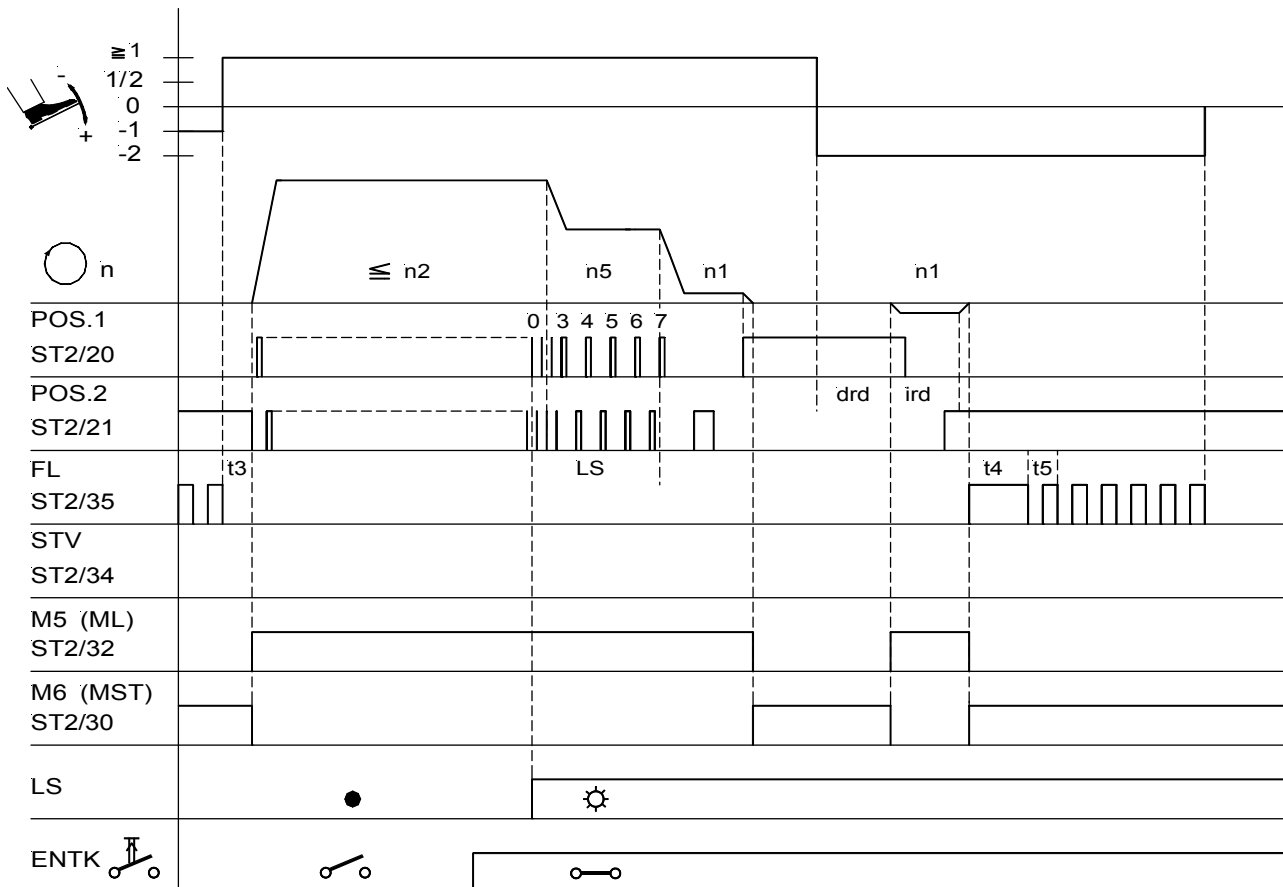 ≧1
1/2
-
0
-1
+
-2
n
≦ n2
n5
n1
n1
POS.1
0 3 4 5 6 7
ST2/20
POS.2
drd ird
ST2/21
FL
t3
LS
t4 t5
ST2/35
STV
ST2/34
M5 (ML)
ST2/32
M6 (MST)
ST2/30
LS
ENTK